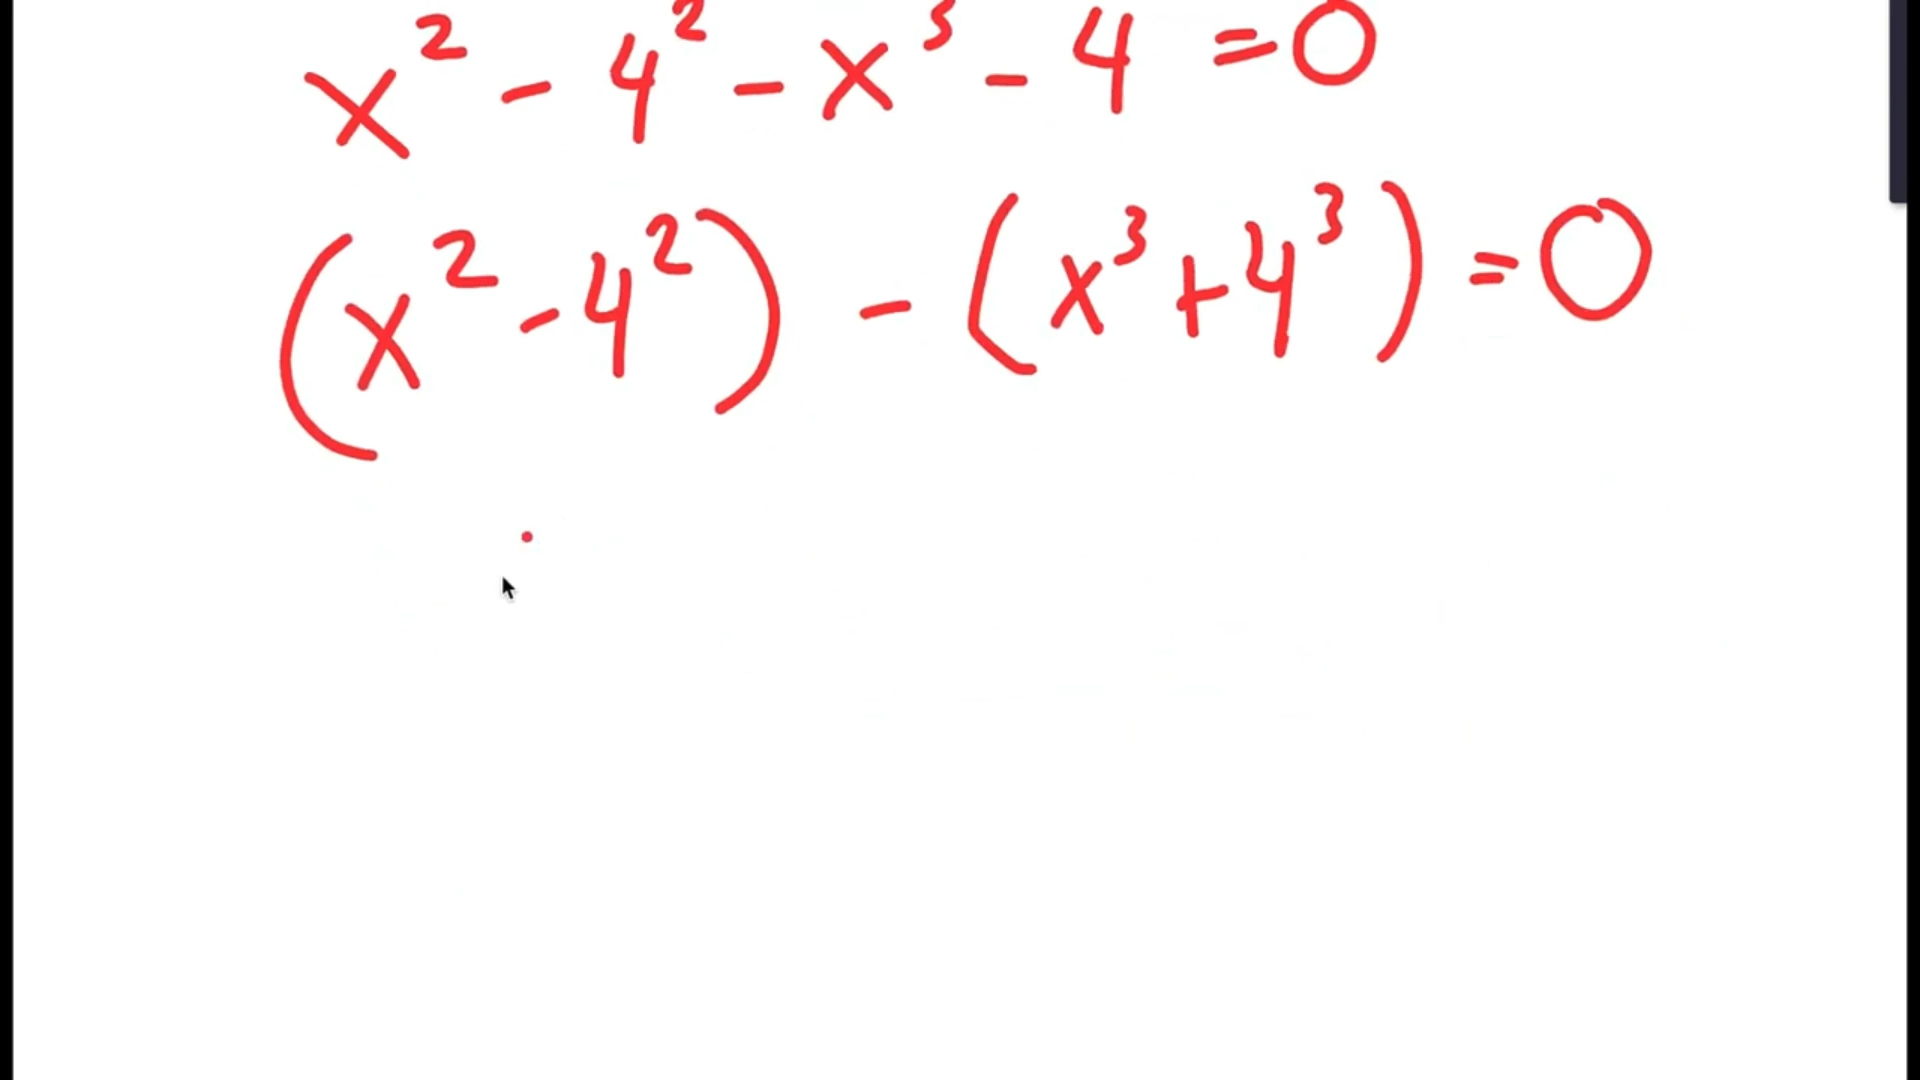 x² - 4² - x³ - 4 = 0
(x² - 4²) - (x³ + 4³) = 0